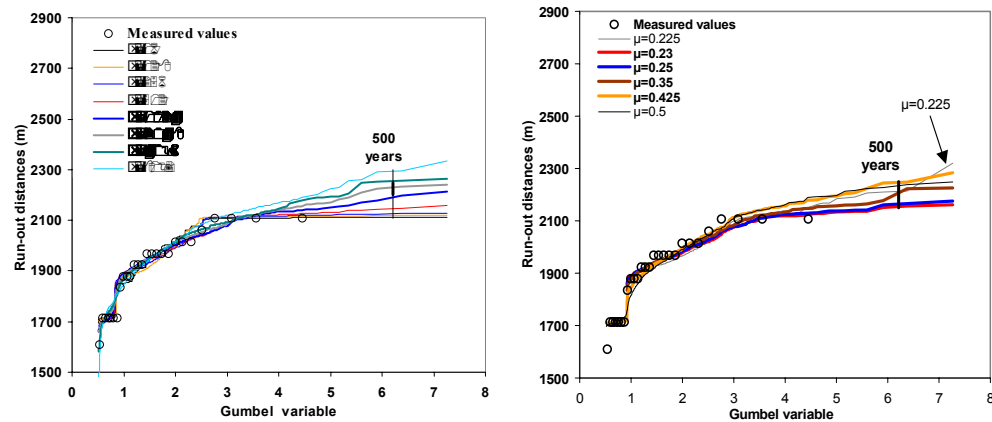 2900
2700
2500
2300
2100
1900
1700
1500
Run-out distances (m)
Measured values
500
years
0 1 2 3 4 5 6 7 8
Gumbel variable
2900
2700
2500
2300
2100
1900
1700
1500
Run-out distances (m)
Measured values
μ=0.225
μ=0.23
μ=0.25
μ=0.35
μ=0.425
μ=0.5
μ=0.225
500
years
0 1 2 3 4 5 6 7 8
Gumbel variable